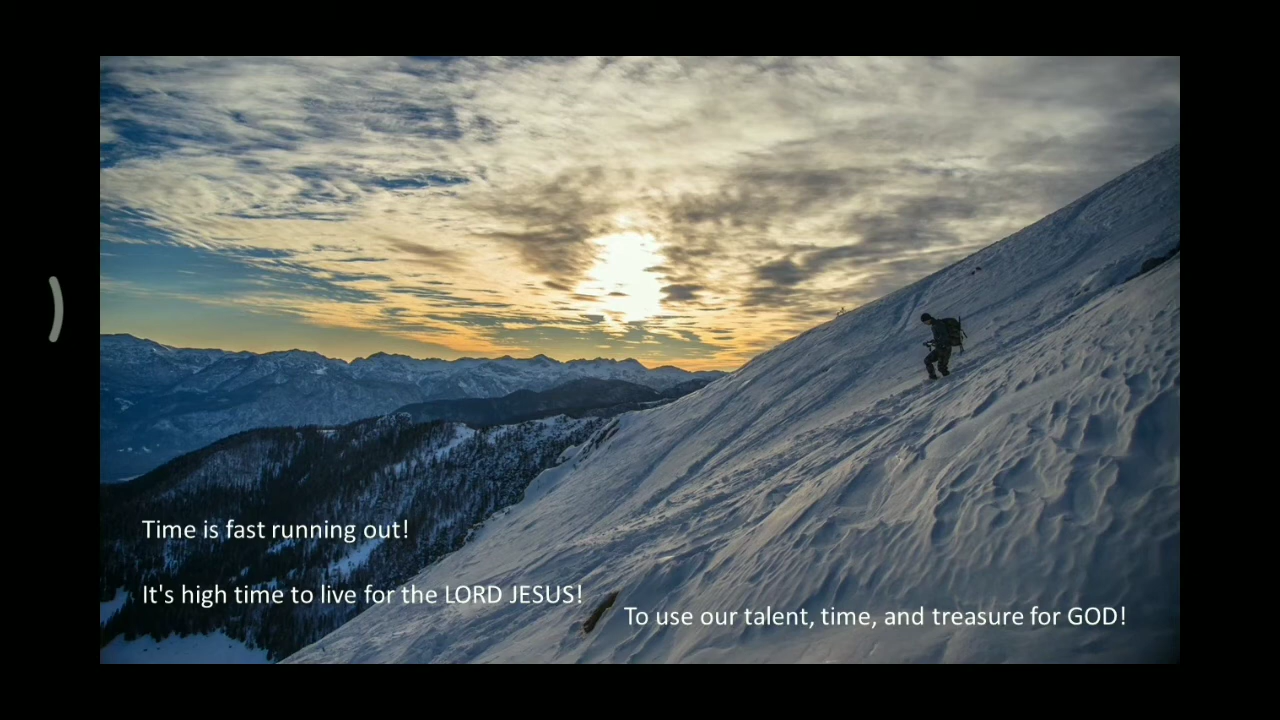 Time is fast running out!
It's high time to live for the LORD JESUS!
To use our talent, time, and treasure for GOD!